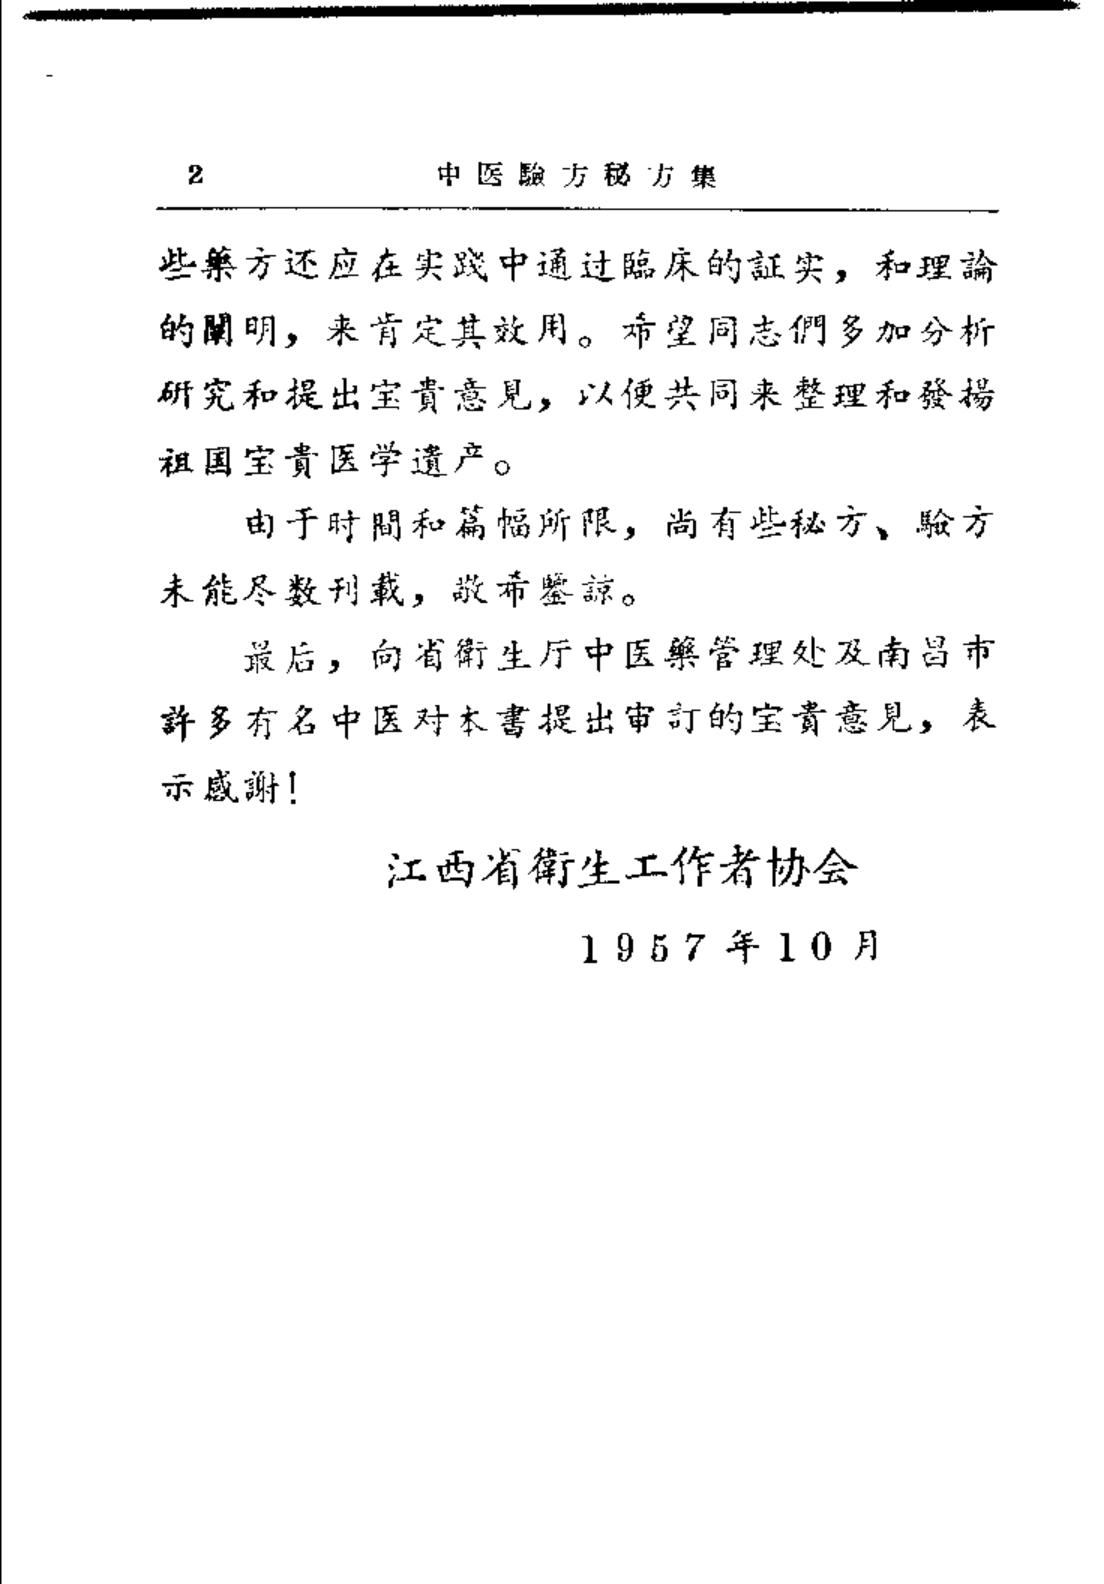 2 中医驗方秘方集
些藥方还应在实践中通过臨床的証实，和理論
的闡明，来肯定其效用。希望同志們多加分析
研究和提出宝貴意見，以便共同来整理和發揚
祖国宝貴医学遺产。
由于时間和篇幅所限，尚有些秘方、驗方
未能尽数刊載，敬希鑒諒。
最后，向省衛生厅中医藥管理处及南昌市
許多有名中医对本書提出审訂的宝貴意見，表
示感謝！
江西省衛生工作者协会
1957年10月